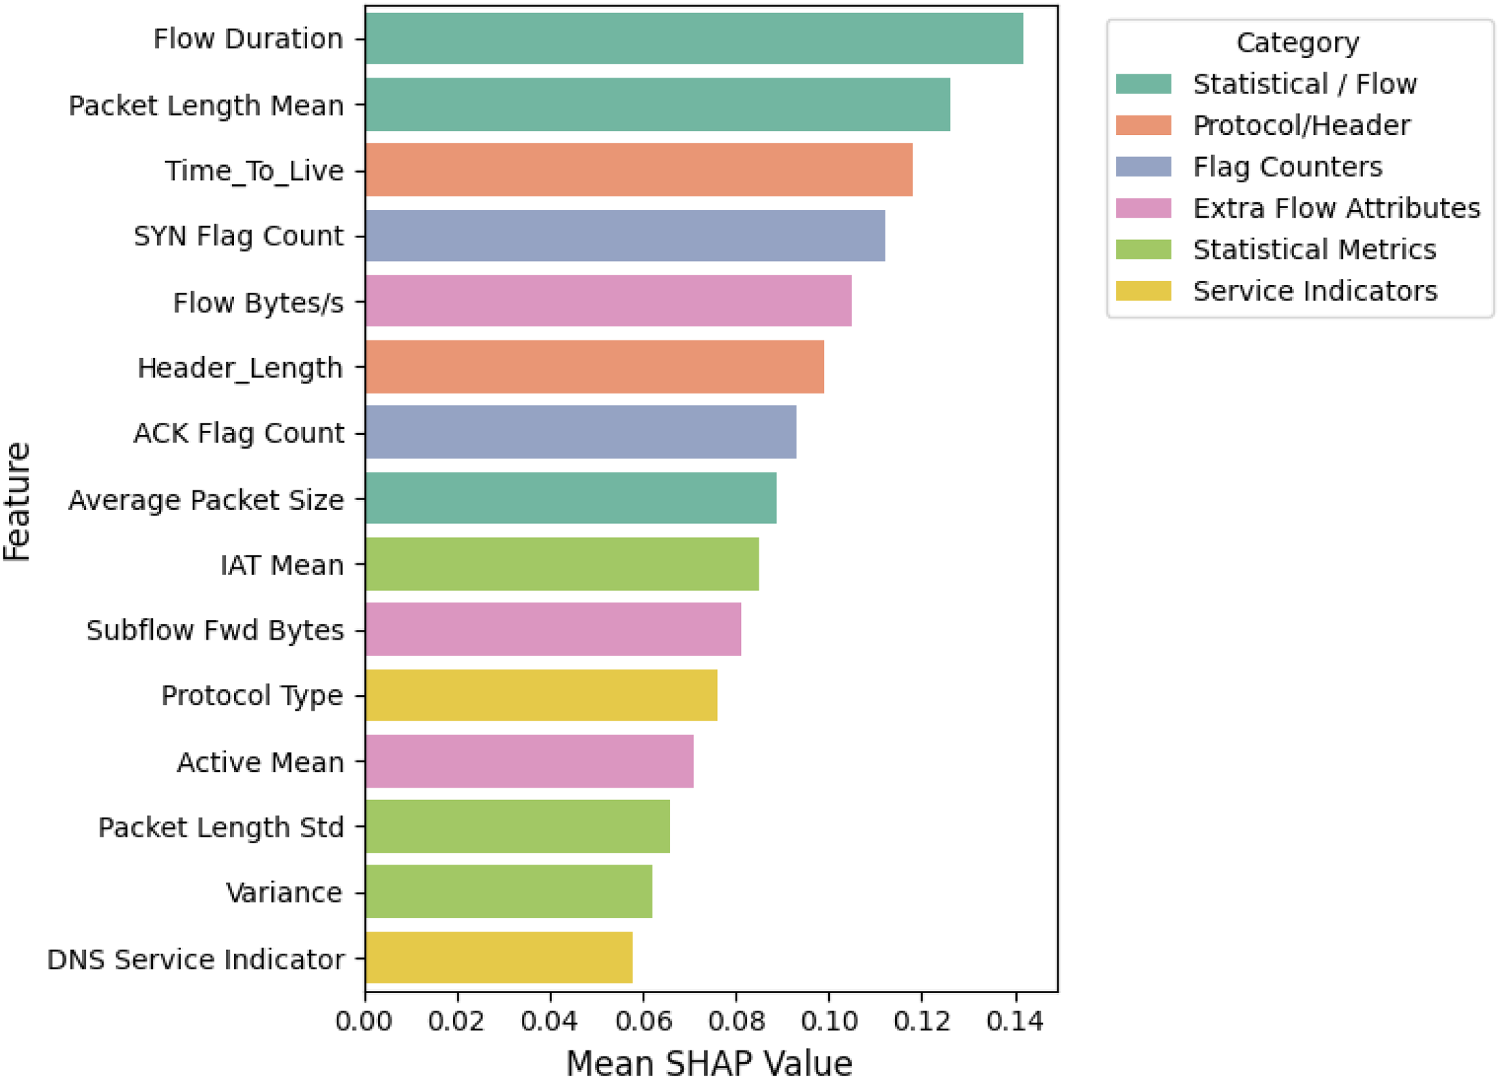 Flow Duration
Packet Length Mean
Time_To_Live
SYN Flag Count
Flow Bytes/s
Header_Length
ACK Flag Count
Average Packet Size
IAT Mean
Subflow Fwd Bytes
Protocol Type
Active Mean
Packet Length Std
Variance
DNS Service Indicator
Feature
0.00 0.02 0.04 0.06 0.08 0.10 0.12 0.14
Mean SHAP Value
Category
Statistical / Flow
Protocol/Header
Flag Counters
Extra Flow Attributes
Statistical Metrics
Service Indicators